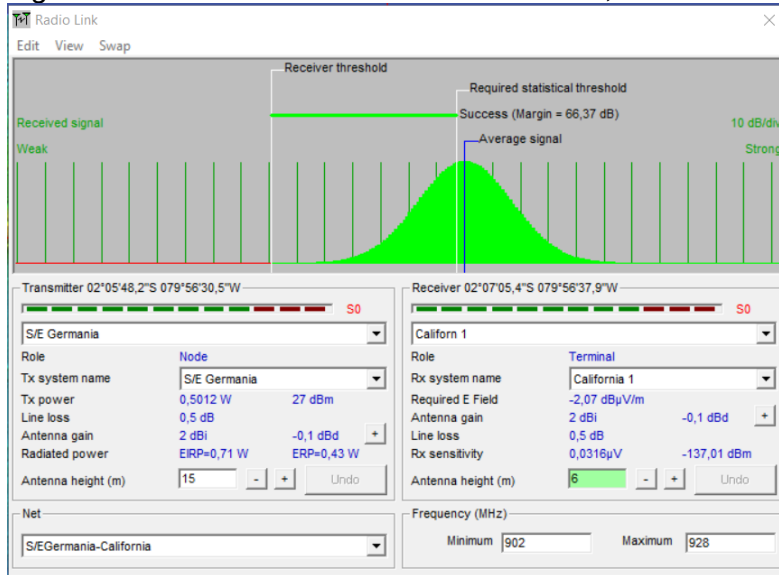 Radio Link
Edit View Swap
Receiver threshold
Required statistical threshold
Success (Margin = 66,37 dB)
Received signal
10 dB/div
Average signal
Weak
Strong
Transmitter 02°05'48,2"S 079°56'30,5"W
S0
S/E Germania
Role Node
Tx system name S/E Germania
Tx power 0,5012 W 27 dBm
Line loss 0,5 dB
Antenna gain 2 dBi -0,1 dBd +
Radiated power EIRP=0,71 W ERP=0,43 W
Antenna height (m) 15 - + Undo
Net
S/EGermania-California
Receiver 02°07'05,4"S 079°56'37,9"W
S0
Californ 1
Role Terminal
Rx system name California 1
Required E Field -2,07 dBµV/m
Antenna gain 2 dBi -0,1 dBd +
Line loss 0,5 dB
Rx sensitivity 0,0316µV -137,01 dBm
Antenna height (m) 6 - + Undo
Frequency (MHz)
Minimum 902 Maximum 928